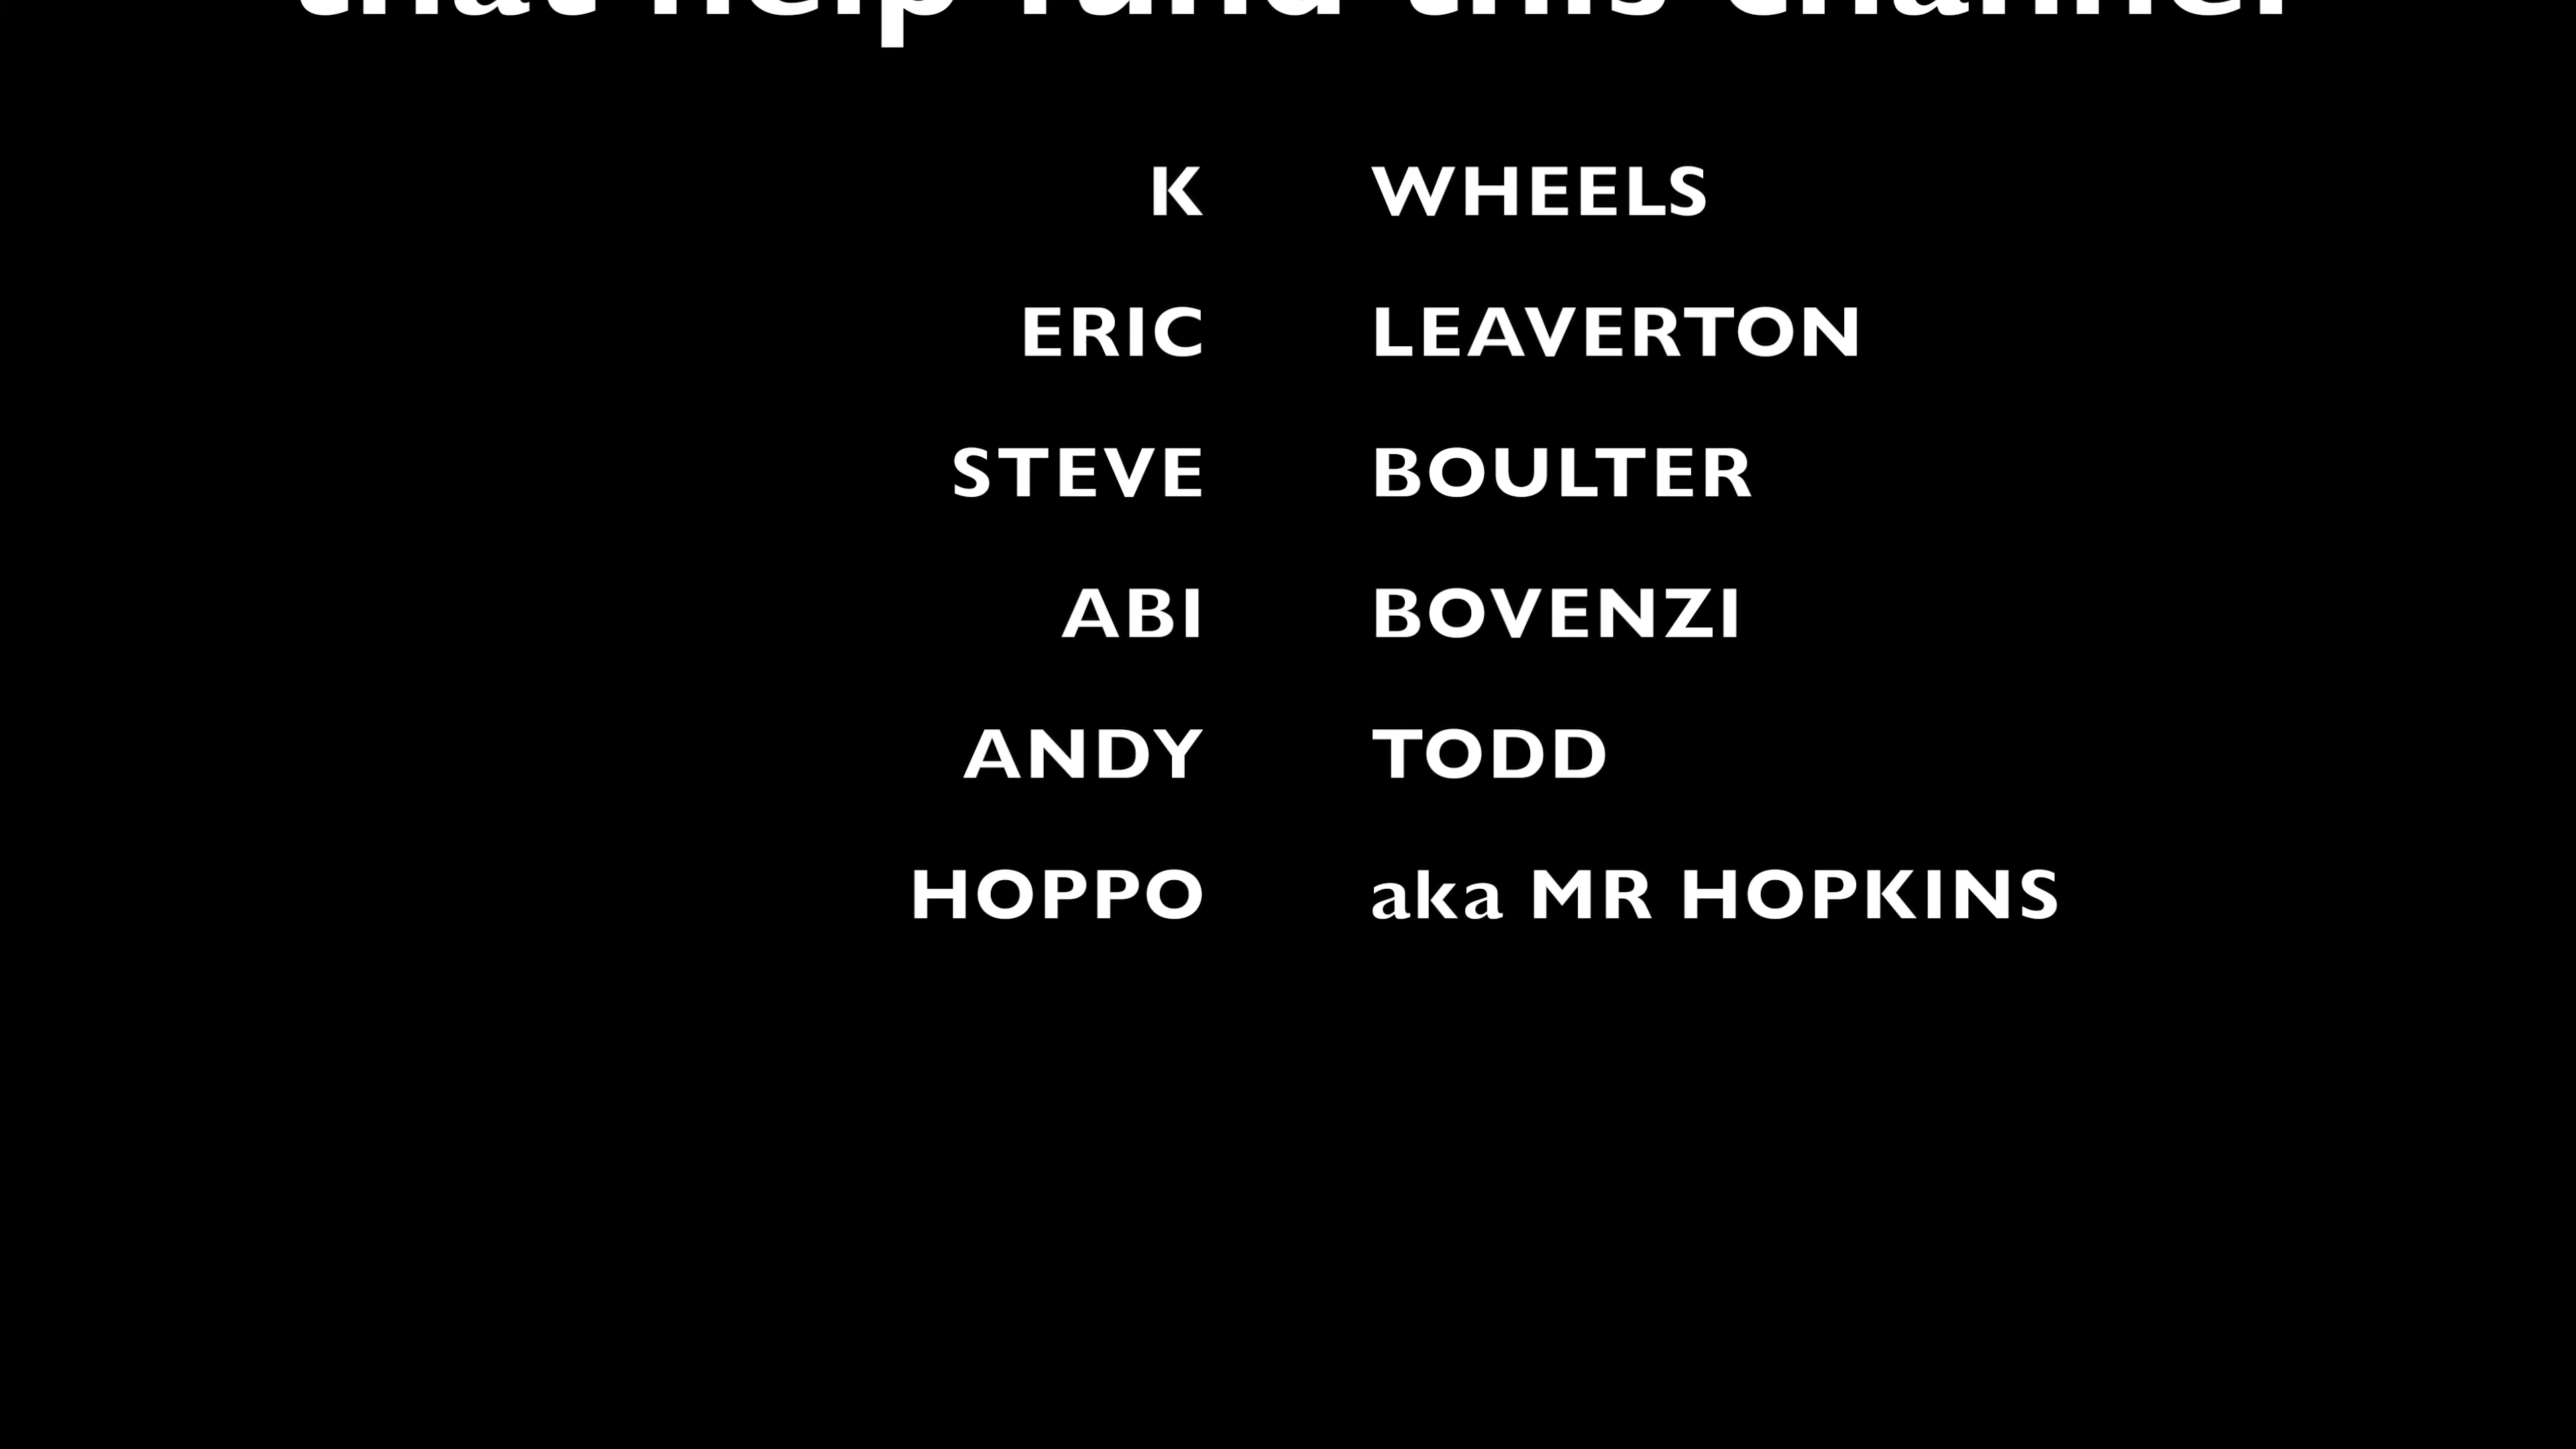 that help fund this channel
K WHEELS
ERIC LEAVERTON
STEVE BOULTER
ABI BOVENZI
ANDY TODD
HOPPO aka MR HOPKINS